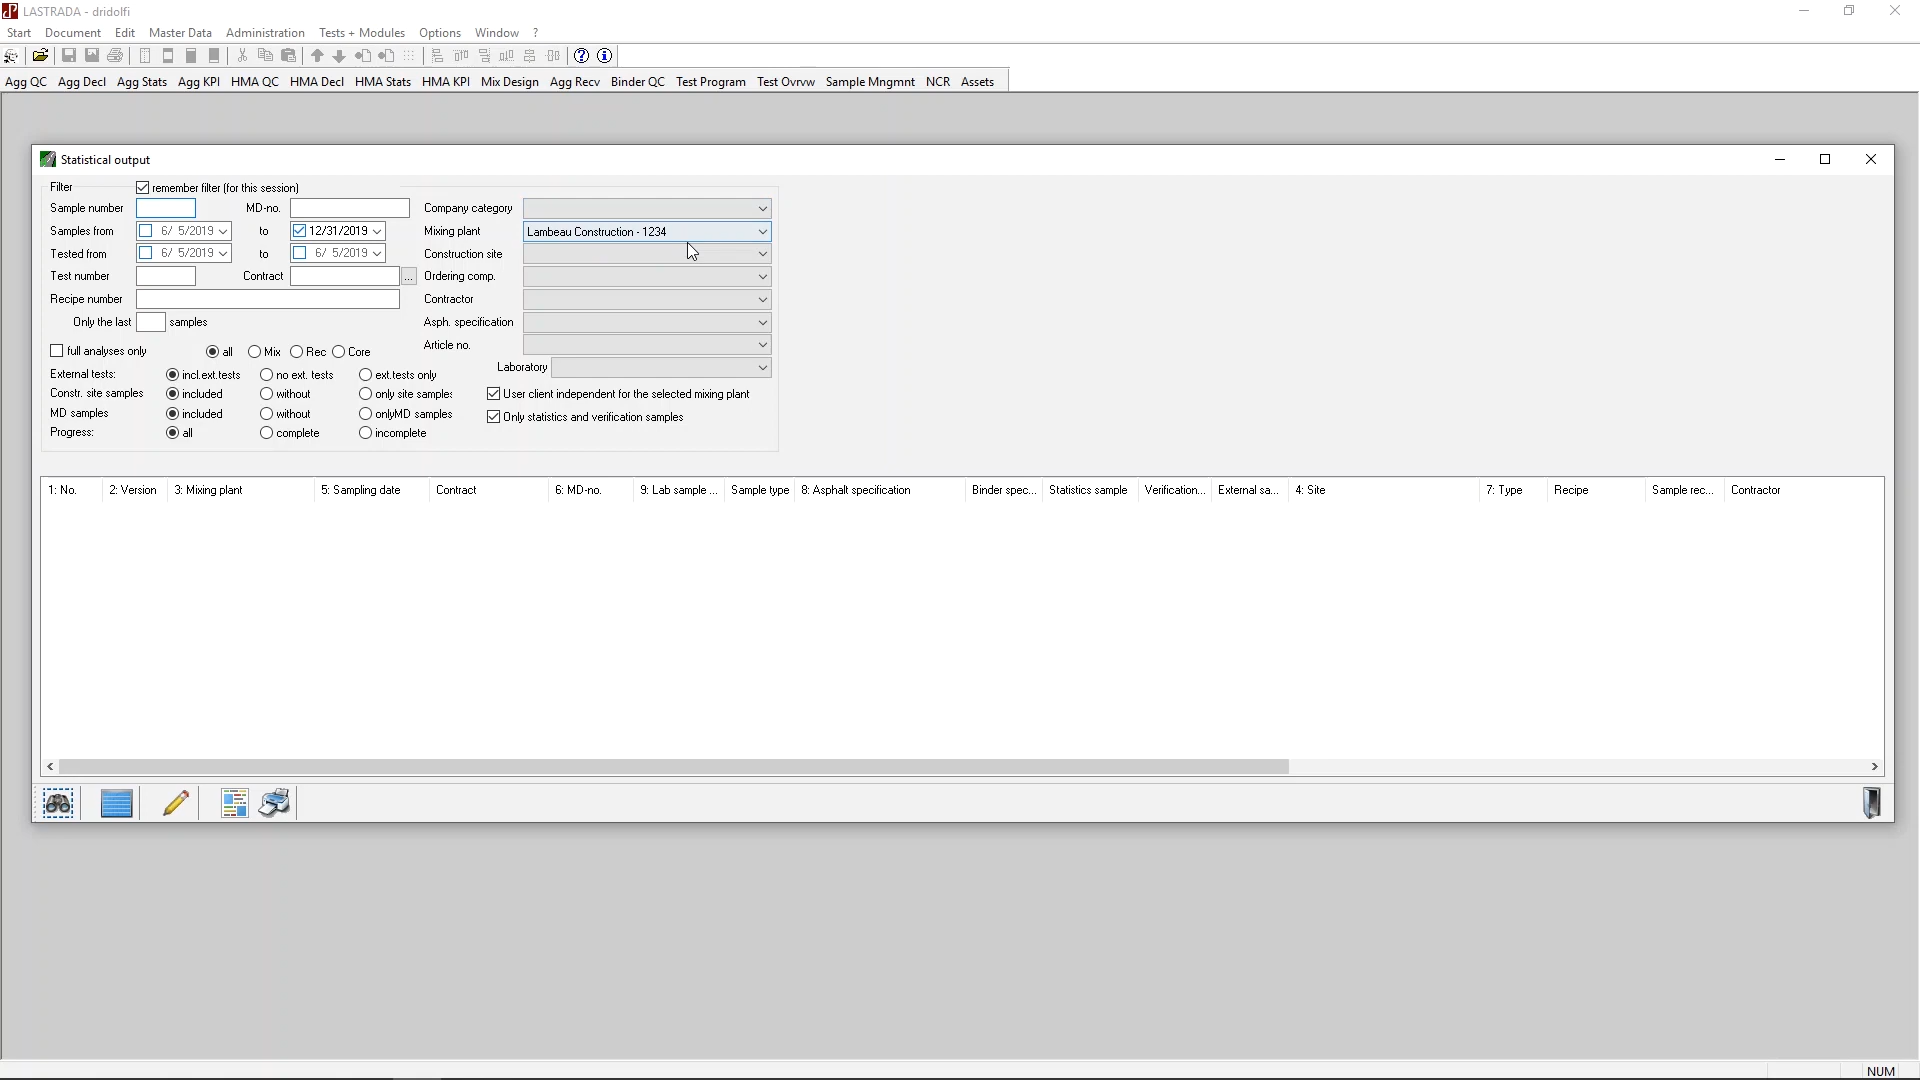 LASTRADA - dridolfi
Start Document Edit Master Data Administration Tests + Modules Options Window ?
Agg QC Agg Decl Agg Stats Agg KPI HMA QC HMA Decl HMA Stats HMA KPI Mix Design Agg Recv Binder QC Test Program Test Ovrvw Sample Mngmnt NCR Assets
Statistical output
Filter remember filter (for this session)
Sample number MD-no. Company category
Samples from 6/ 5/2019 to 12/31/2019 Mixing plant Lambeau Construction - 1234
Tested from 6/ 5/2019 to 6/ 5/2019 Construction site
Test number Contract ... Ordering comp.
Recipe number Contractor
Only the last samples Asph. specification
Article no.
full analyses only all Mix Rec Core
Laboratory
External tests: incl.ext.tests no ext. tests ext.tests only
Constr. site samples included without only site samples User client independent for the selected mixing plant
MD samples included without onlyMD samples Only statistics and verification samples
Progress: all complete incomplete
1: No. 2: Version 3: Mixing plant 5: Sampling date Contract 6: MD-no. 9: Lab sample ... Sample type 8: Asphalt specification Binder spec... Statistics sample Verification... External sa... 4: Site 7: Type Recipe Sample rec... Contractor
NUM